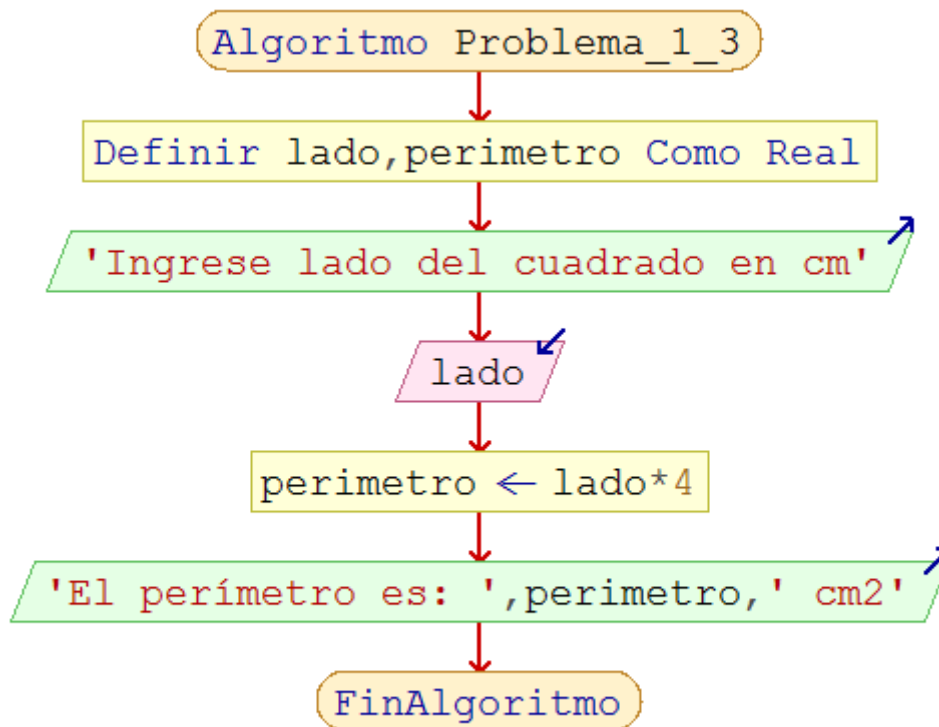 Algoritmo Problema_1_3
Definir lado,perimetro Como Real
'Ingrese lado del cuadrado en cm'
lado
perimetro ← lado*4
'El perímetro es: ',perimetro,' cm2'
FinAlgoritmo